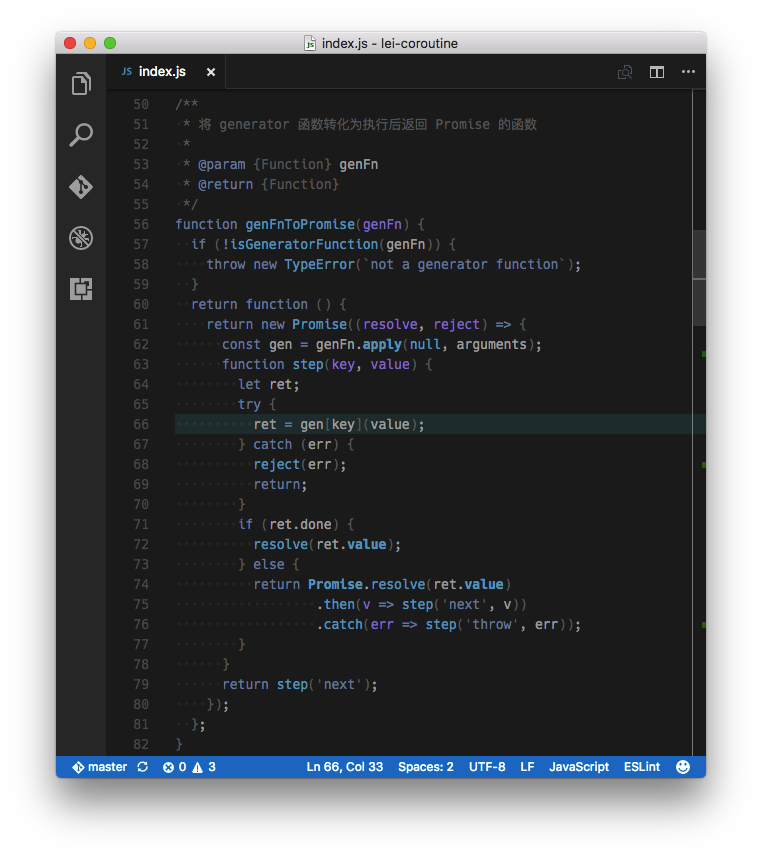 index.js - lei-coroutine
JS index.js ×
50 /**
51 * 将 generator 函数转化为执行后返回 Promise 的函数
52 *
53 * @param {Function} genFn
54 * @return {Function}
55 */
56 function genFnToPromise(genFn) {
57 if (!isGeneratorFunction(genFn)) {
58 throw new TypeError(`not a generator function`);
59 }
60 return function () {
61 return new Promise((resolve, reject) => {
62 const gen = genFn.apply(null, arguments);
63 function step(key, value) {
64 let ret;
65 try {
66 ret = gen[key](value);
67 } catch (err) {
68 reject(err);
69 return;
70 }
71 if (ret.done) {
72 resolve(ret.value);
73 } else {
74 return Promise.resolve(ret.value)
75 .then(v => step('next', v))
76 .catch(err => step('throw', err));
77 }
78 }
79 return step('next');
80 });
81 };
82 }
master 0 3 Ln 66, Col 33 Spaces: 2 UTF-8 LF JavaScript ESLint